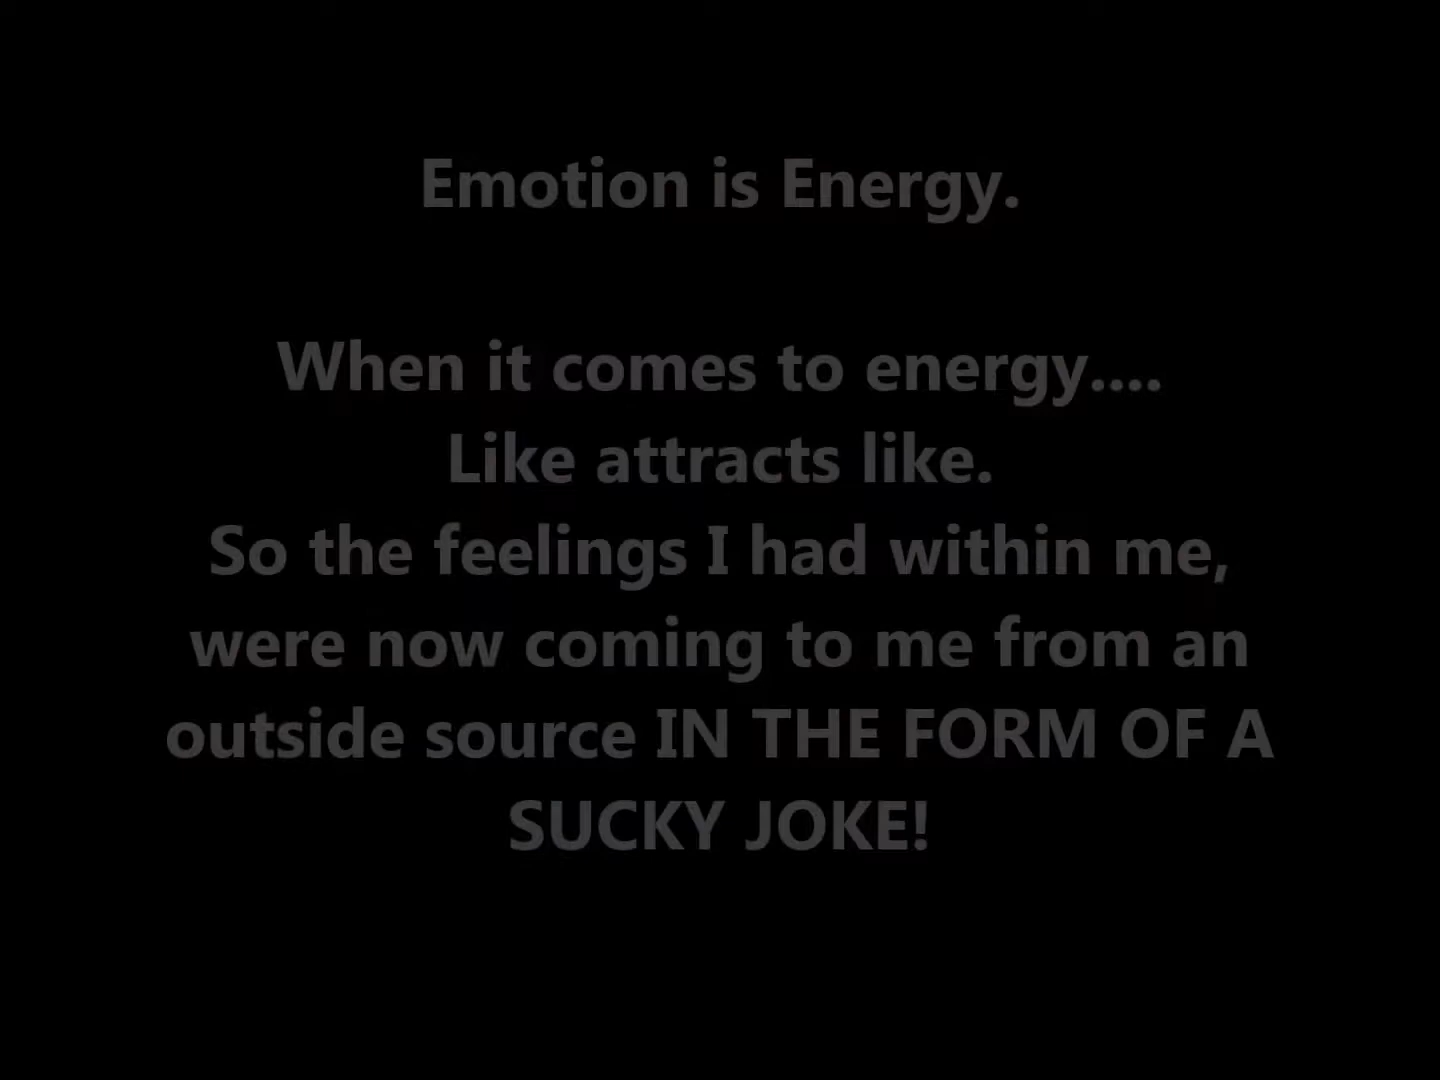 Emotion is Energy.
When it comes to energy....
Like attracts like.
So the feelings I had within me,
were now coming to me from an
outside source IN THE FORM OF A
SUCKY JOKE!